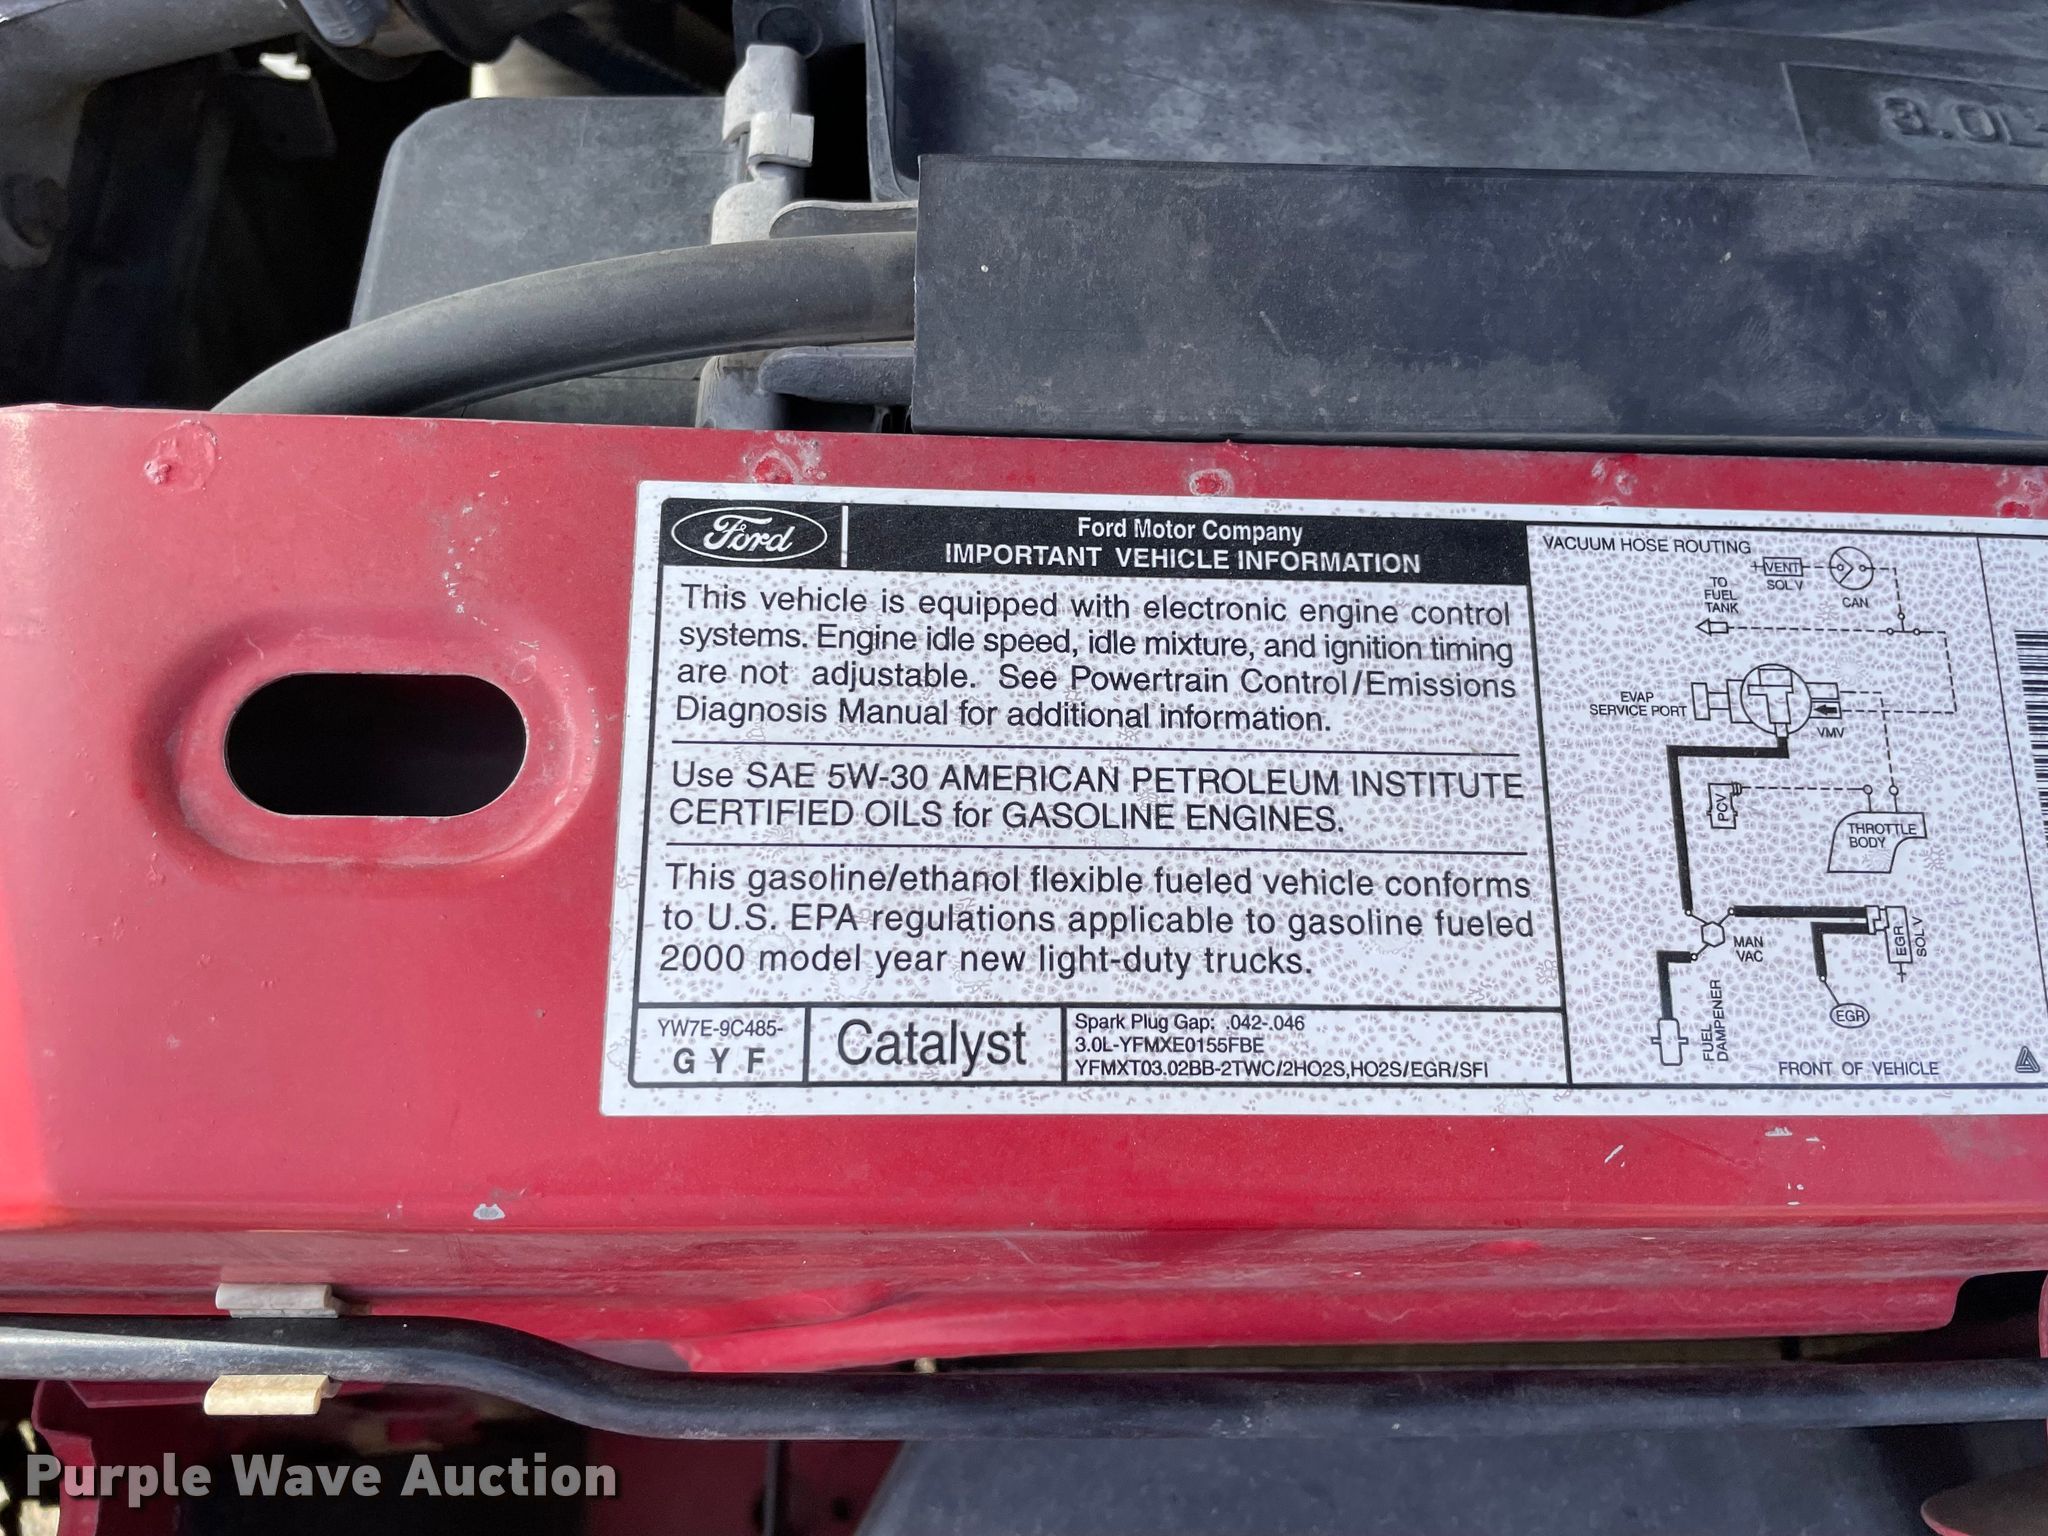 3.0L
Ford
Ford Motor Company
IMPORTANT VEHICLE INFORMATION
This vehicle is equipped with electronic engine control
systems. Engine idle speed, idle mixture, and ignition timing
are not adjustable. See Powertrain Control/Emissions
Diagnosis Manual for additional information.
Use SAE 5W-30 AMERICAN PETROLEUM INSTITUTE
CERTIFIED OILS for GASOLINE ENGINES.
This gasoline/ethanol flexible fueled vehicle conforms
to U.S. EPA regulations applicable to gasoline fueled
2000 model year new light-duty trucks.
YW7E-9C485-
G Y F
Catalyst
Spark Plug Gap: .042-.046
3.0L-YFMXE0155FBE
YFMXT03.02BB-2TWC/2HO2S,HO2S/EGR/SFI
VACUUM HOSE ROUTING
VENT
SOL V
CAN
TO
FUEL
TANK
EVAP
SERVICE PORT
VMV
PCV
THROTTLE
BODY
MAN
VAC
EGR
SOL V
EGR
FUEL
DAMPENER
FRONT OF VEHICLE
Purple Wave Auction